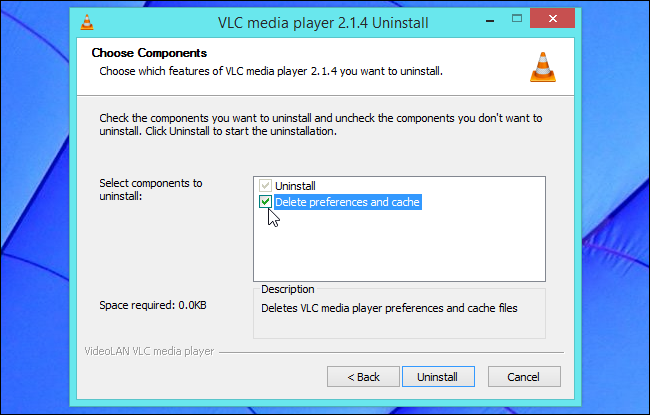 VLC media player 2.1.4 Uninstall
Choose Components
Choose which features of VLC media player 2.1.4 you want to uninstall.
Check the components you want to uninstall and uncheck the components you don't want to
uninstall. Click Uninstall to start the uninstallation.
Select components to
uninstall:
Uninstall
Delete preferences and cache
Space required: 0.0KB
Description
Deletes VLC media player preferences and cache files
VideoLAN VLC media player
< Back
Uninstall
Cancel